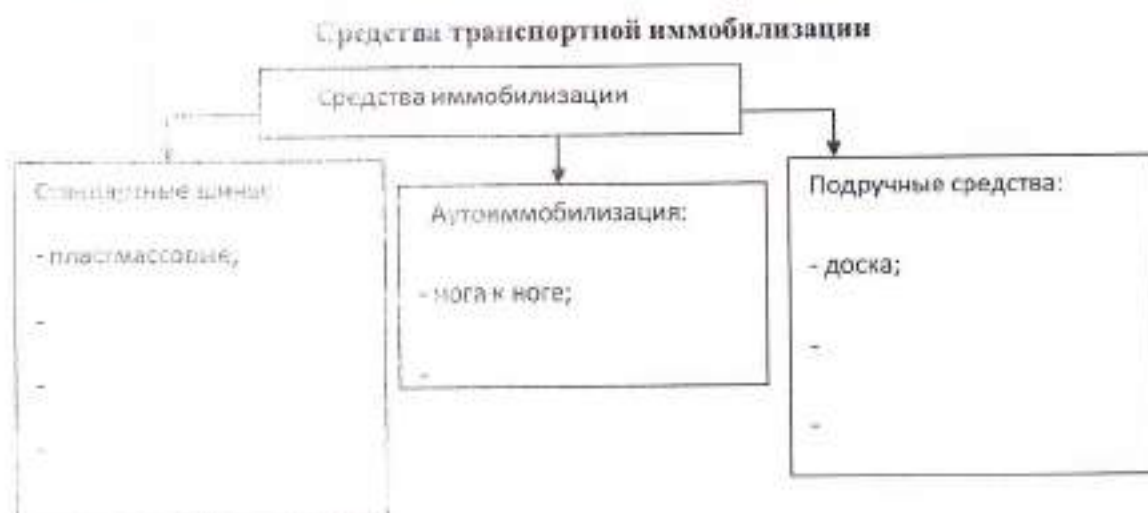 Средства транспортной иммобилизации
Средства иммобилизации
Стандартные шины:
- пластмассовые;
-
-
-
Аутоиммобилизация:
- нога к ноге;
-
Подручные средства:
- доска;
-
-